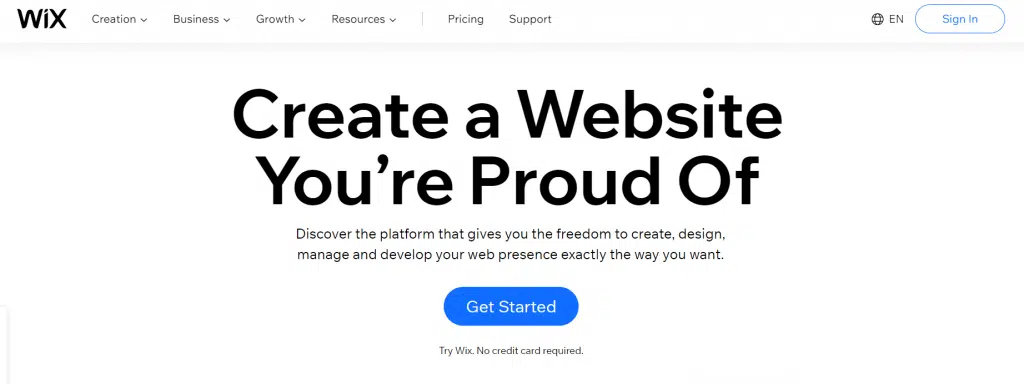 WiX Creation Business Growth Resources Pricing Support EN Sign In
Create a Website
You're Proud Of
Discover the platform that gives you the freedom to create, design,
manage and develop your web presence exactly the way you want.
Get Started
Try Wix. No credit card required.